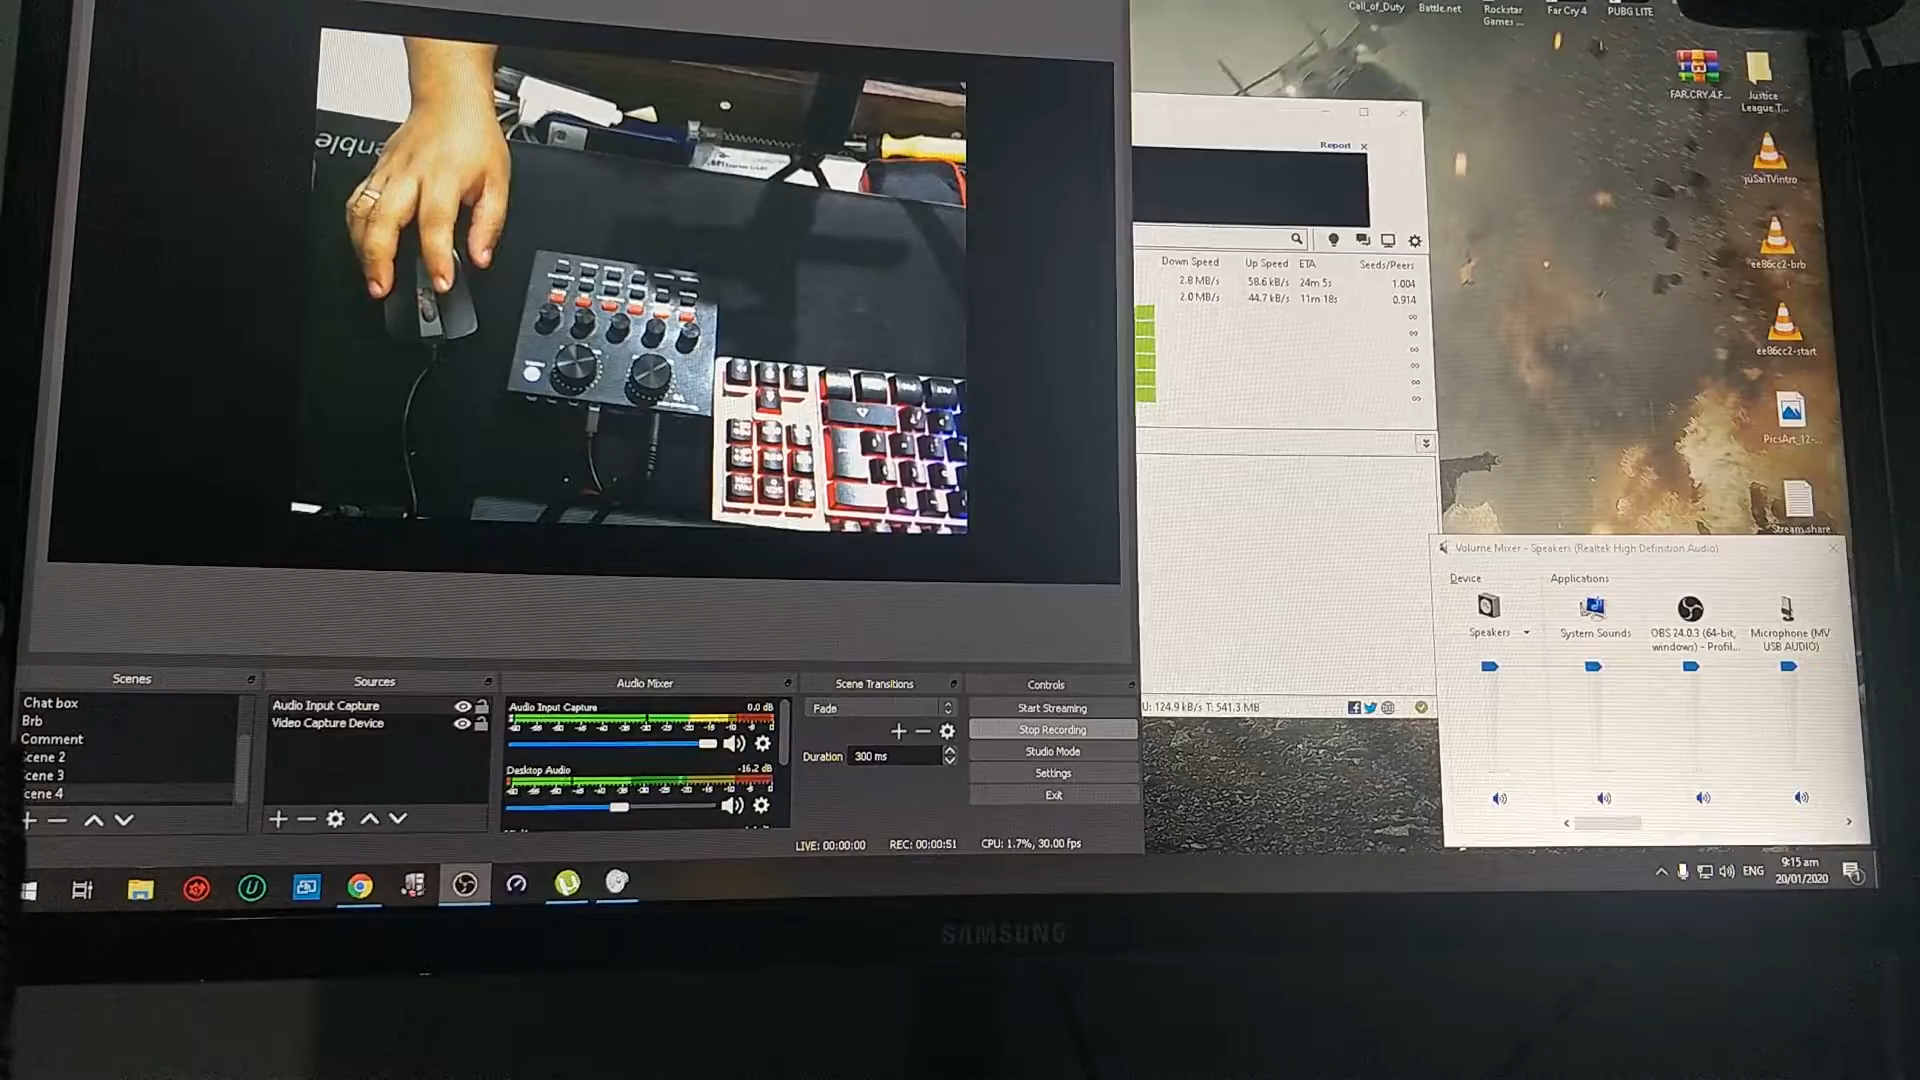 Call_of_Duty
Battle.net
Rockstar
Games ...
Far Cry 4
PUBG LITE
FAR.CRY.4.F...
Justice
League.T...
enble
Report
juSaiTVintro
ee86cc2-brb
Down Speed
Up Speed
ETA
Seeds/Peers
2.8 MB/s
58.6 kB/s
24m 5s
1.004
2.0 MB/s
44.7 kB/s
11m 18s
0.914
∞
∞
∞
∞
∞
∞
ee86cc2-start
PicsArt_12-...
Stream.share
Volume Mixer - Speakers (Realtek High Definition Audio)
Device
Applications
Speakers
System Sounds
OBS 24.0.3 (64-bit,
windows) - Profil...
Microphone (MV
USB AUDIO)
Scenes
Sources
Audio Mixer
Scene Transitions
Controls
Chat box
Brb
Comment
Scene 2
Scene 3
Scene 4
Audio Input Capture
Video Capture Device
Audio Input Capture
0.0 dB
Desktop Audio
-16.2 dB
Fade
Duration
300 ms
Start Streaming
Stop Recording
Studio Mode
Settings
Exit
U: 124.9 kB/s T: 541.3 MB
LIVE: 00:00:00
REC: 00:00:51
CPU: 1.7%, 30.00 fps
ENG
9:15 am
20/01/2020
SAMSUNG